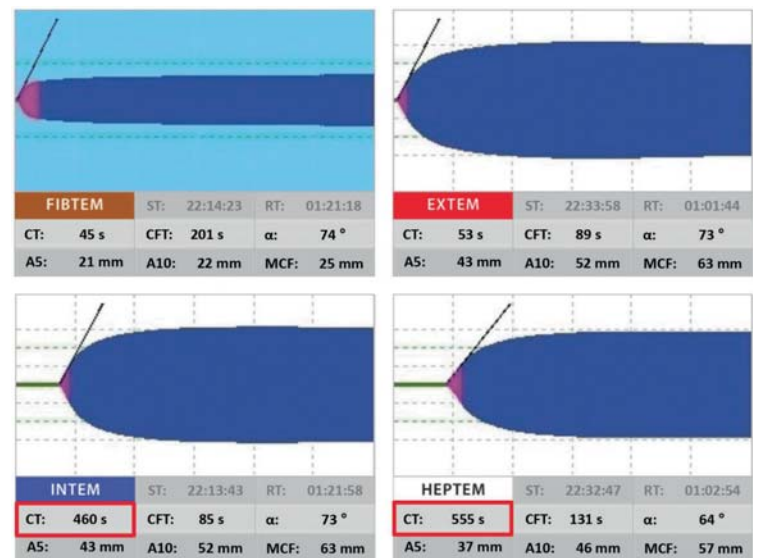 FIBTEM ST: 22:14:23 RT: 01:21:18
CT: 45 s CFT: 201 s α: 74 °
A5: 21 mm A10: 22 mm MCF: 25 mm
EXTEM ST: 22:33:58 RT: 01:01:44
CT: 53 s CFT: 89 s α: 73 °
A5: 43 mm A10: 52 mm MCF: 63 mm
INTEM ST: 22:13:43 RT: 01:21:58
CT: 460 s CFT: 85 s α: 73 °
A5: 43 mm A10: 52 mm MCF: 63 mm
HEPTEM ST: 22:32:47 RT: 01:02:54
CT: 555 s CFT: 131 s α: 64 °
A5: 37 mm A10: 46 mm MCF: 57 mm